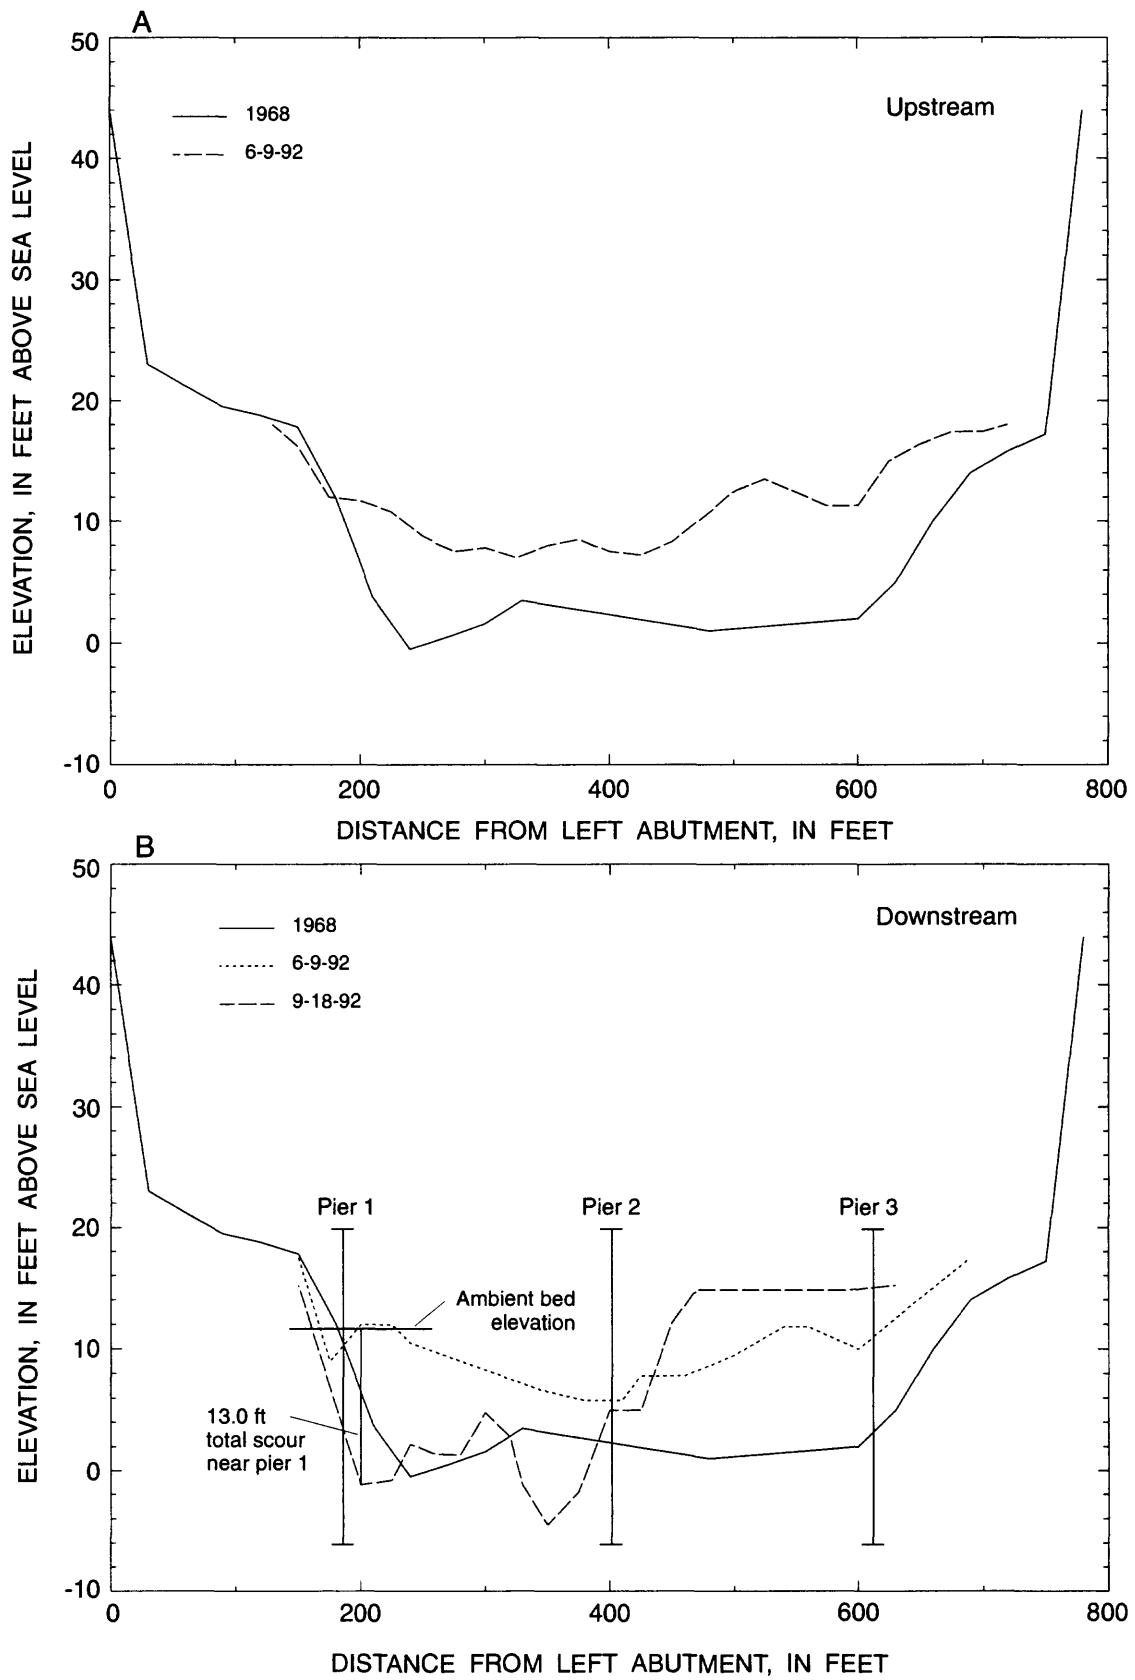 A
50
40
30
20
10
0
-10
ELEVATION, IN FEET ABOVE SEA LEVEL
1968
6-9-92
Upstream
0 200 400 600 800
DISTANCE FROM LEFT ABUTMENT, IN FEET
B
50
40
30
20
10
0
-10
ELEVATION, IN FEET ABOVE SEA LEVEL
1968
6-9-92
9-18-92
Downstream
Pier 1 Pier 2 Pier 3
Ambient bed
elevation
13.0 ft
total scour
near pier 1
0 200 400 600 800
DISTANCE FROM LEFT ABUTMENT, IN FEET